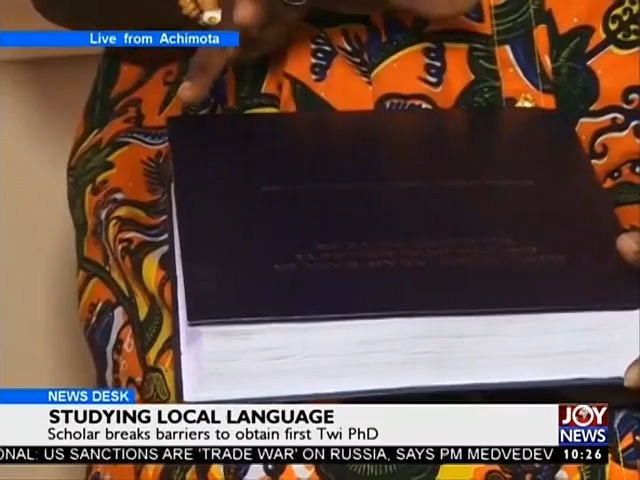 Live from Achimota
NEWS DESK
STUDYING LOCAL LANGUAGE
Scholar breaks barriers to obtain first Twi PhD
JOY
NEWS
ONAL: US SANCTIONS ARE 'TRADE WAR' ON RUSSIA, SAYS PM MEDVEDEV
10:26